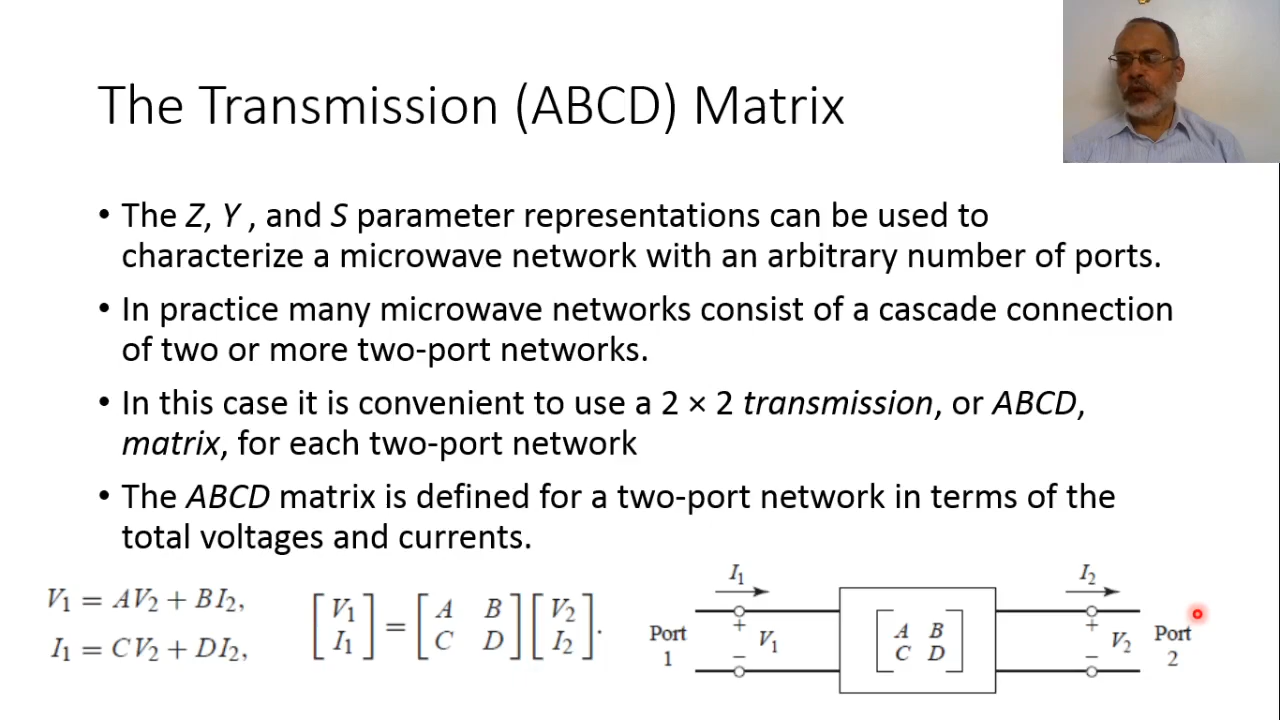 The Transmission (ABCD) Matrix
• The Z, Y , and S parameter representations can be used to
characterize a microwave network with an arbitrary number of ports.
• In practice many microwave networks consist of a cascade connection
of two or more two-port networks.
• In this case it is convenient to use a 2 × 2 transmission, or ABCD,
matrix, for each two-port network
• The ABCD matrix is defined for a two-port network in terms of the
total voltages and currents.
V₁ = AV₂ + BI₂,
I₁ = CV₂ + DI₂,
[V₁ I₁] = [A B C D] [V₂ I₂].
I₁
I₂
Port
1
+
V₁
−
A B
C D
+
V₂
−
Port
2